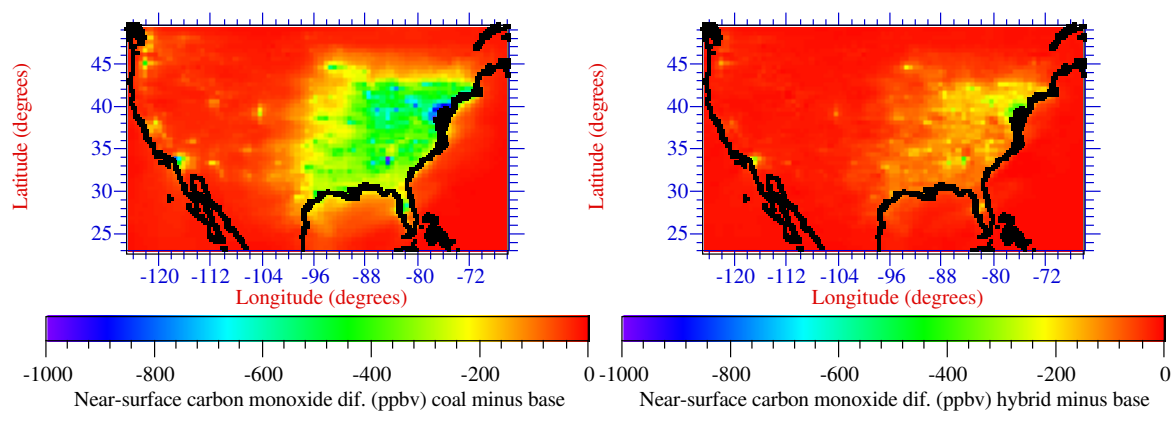 Latitude (degrees)
45
40
35
30
25
-120 -112 -104 -96 -88 -80 -72
Longitude (degrees)
-1000 -800 -600 -400 -200 0
Near-surface carbon monoxide dif. (ppbv) coal minus base
Latitude (degrees)
45
40
35
30
25
-120 -112 -104 -96 -88 -80 -72
Longitude (degrees)
-1000 -800 -600 -400 -200 0
Near-surface carbon monoxide dif. (ppbv) hybrid minus base